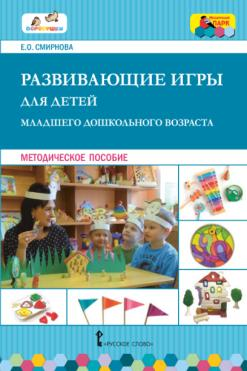 Е.О. СМИРНОВА
РАЗВИВАЮЩИЕ ИГРЫ
ДЛЯ ДЕТЕЙ
МЛАДШЕГО ДОШКОЛЬНОГО ВОЗРАСТА
МЕТОДИЧЕСКОЕ ПОСОБИЕ
«РУССКОЕ СЛОВО»